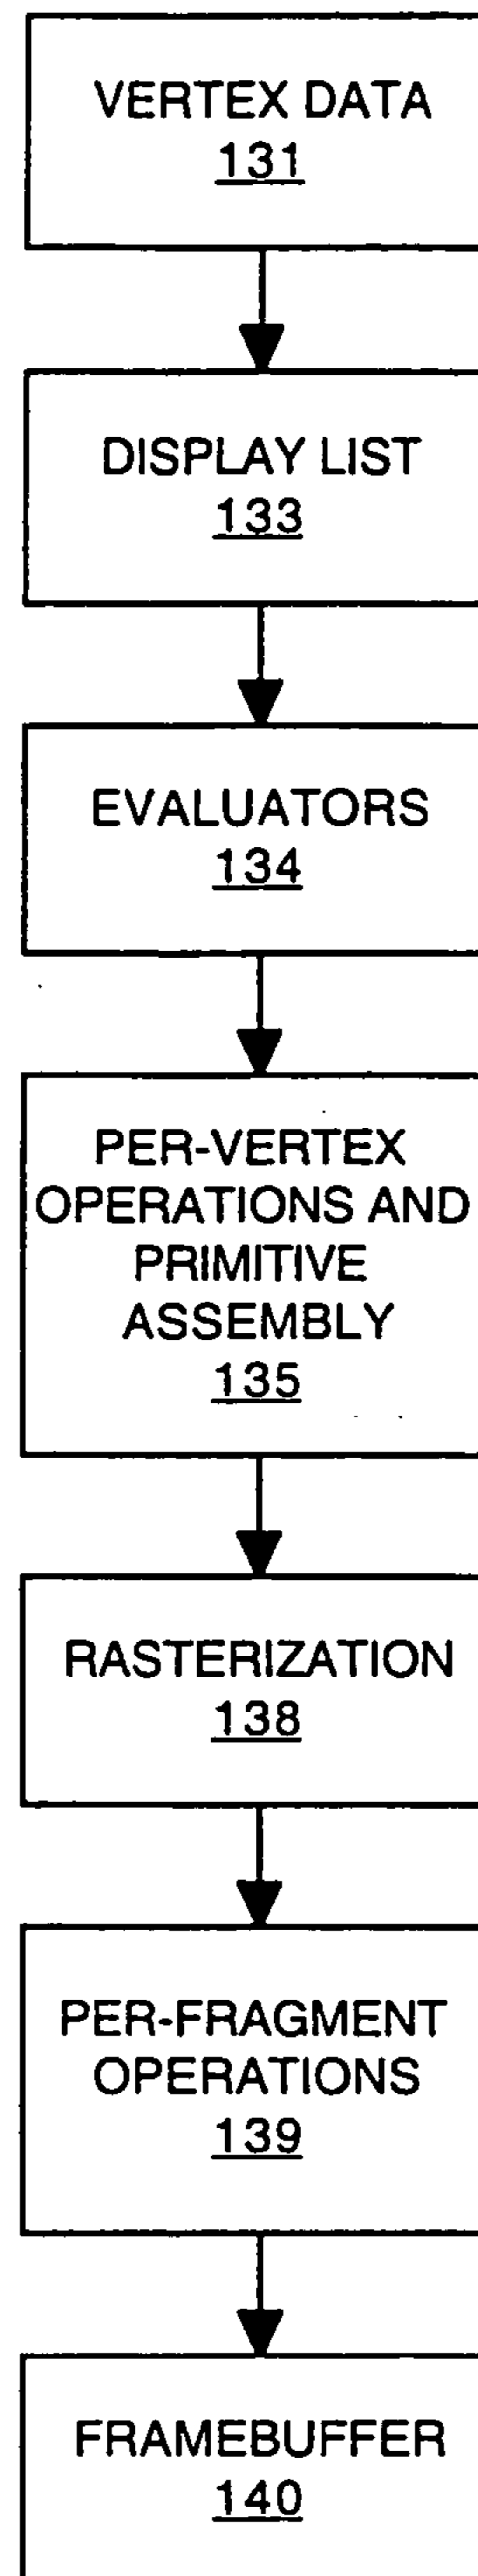 VERTEX DATA
131
DISPLAY LIST
133
EVALUATORS
134
PER-VERTEX
OPERATIONS AND
PRIMITIVE
ASSEMBLY
135
RASTERIZATION
138
PER-FRAGMENT
OPERATIONS
139
FRAMEBUFFER
140